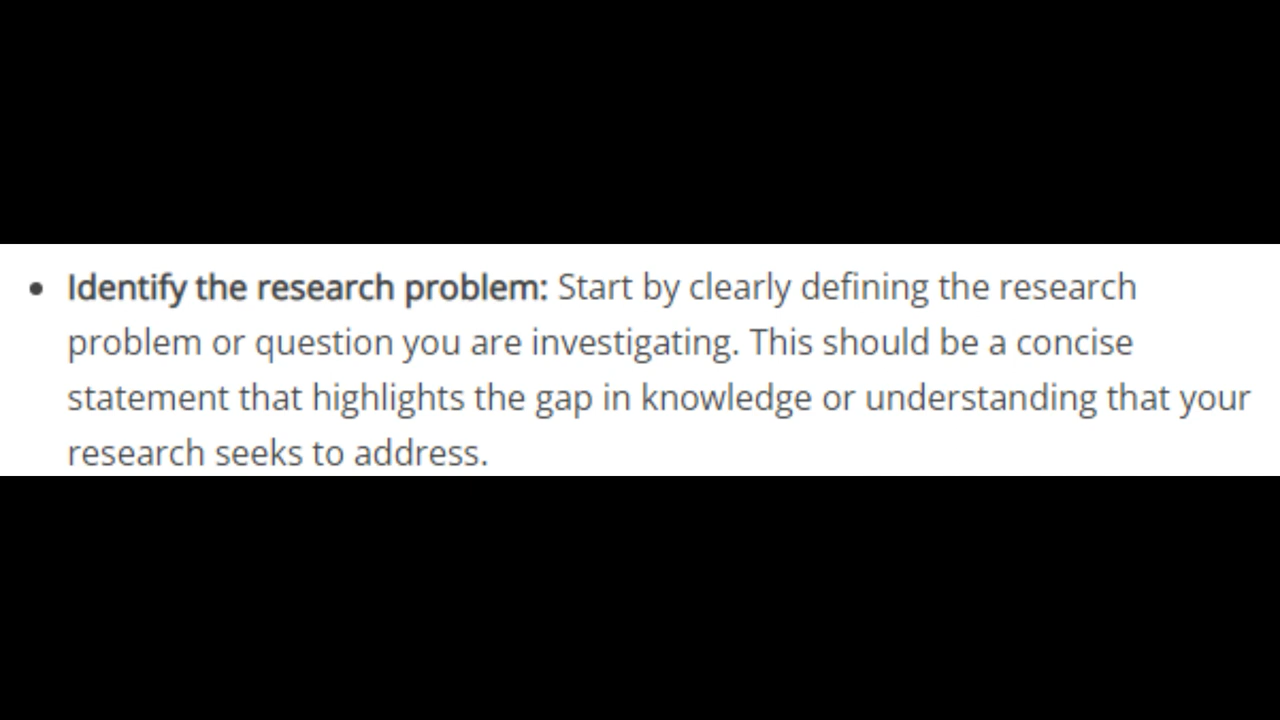 • Identify the research problem: Start by clearly defining the research
problem or question you are investigating. This should be a concise
statement that highlights the gap in knowledge or understanding that your
research seeks to address.